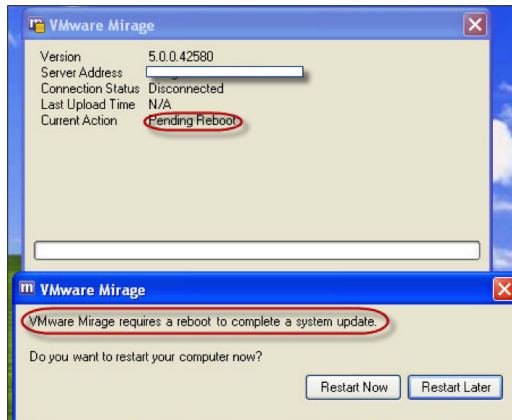 VMware Mirage
Version 5.0.0.42580
Server Address
Connection Status Disconnected
Last Upload Time N/A
Current Action Pending Reboot
VMware Mirage
VMware Mirage requires a reboot to complete a system update.
Do you want to restart your computer now?
Restart Now Restart Later